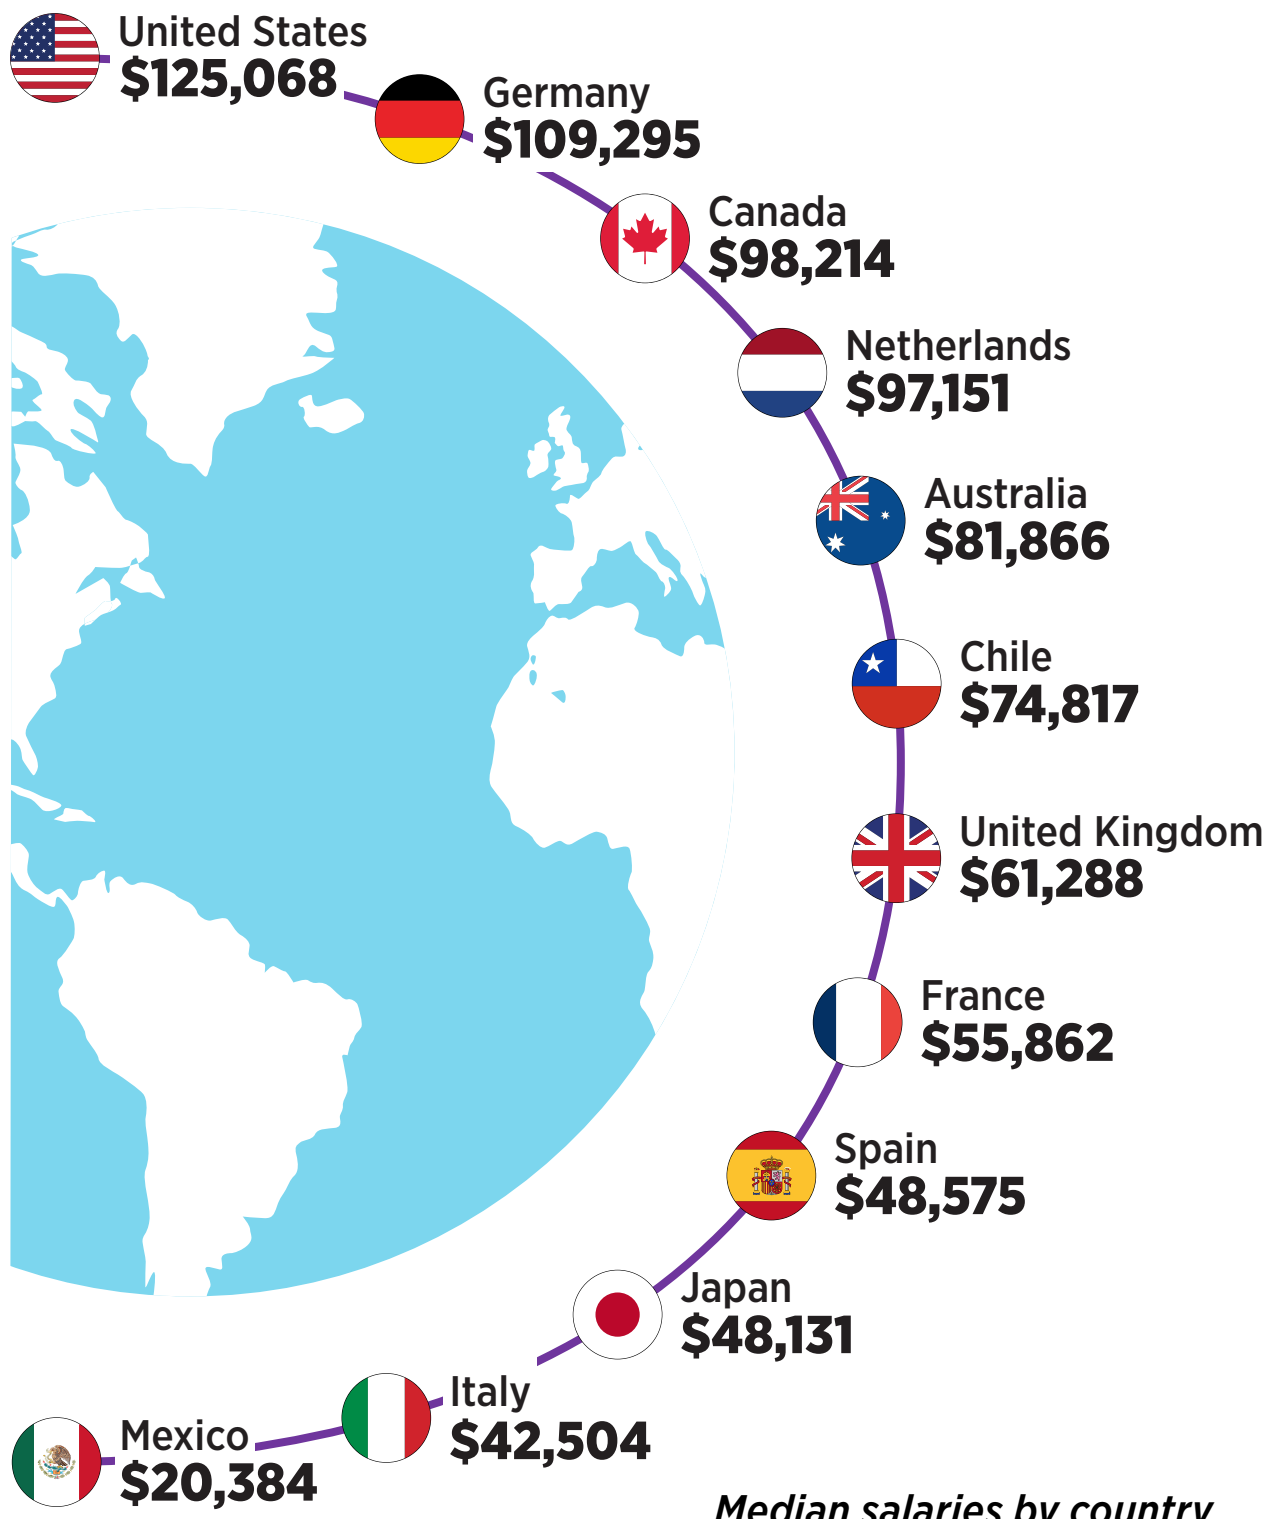 United States
$125,068
Germany
$109,295
Canada
$98,214
Netherlands
$97,151
Australia
$81,866
Chile
$74,817
United Kingdom
$61,288
France
$55,862
Spain
$48,575
Japan
$48,131
Italy
$42,504
Mexico
$20,384
Median salaries by country